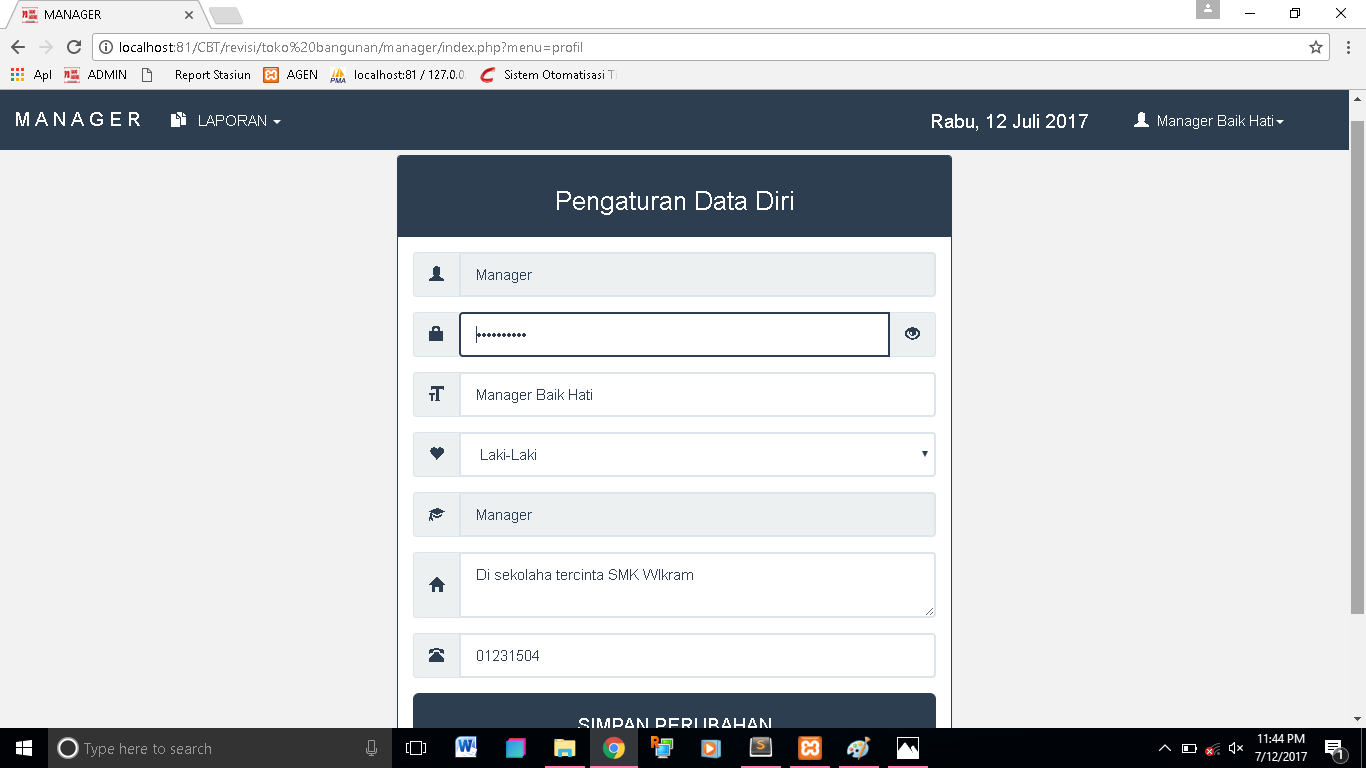 MANAGER
localhost:81/CBT/revisi/toko%20bangunan/manager/index.php?menu=profil
Apl ADMIN Report Stasiun AGEN localhost:81 / 127.0.0. Sistem Otomatisasi Ti
MANAGER LAPORAN Rabu, 12 Juli 2017 Manager Baik Hati
Pengaturan Data Diri
Manager
••••••••••
Manager Baik Hati
Laki-Laki
Manager
Di sekolaha tercinta SMK WIkram
01231504
SIMPAN PERUBAHAN
Type here to search
11:44 PM
7/12/2017
1